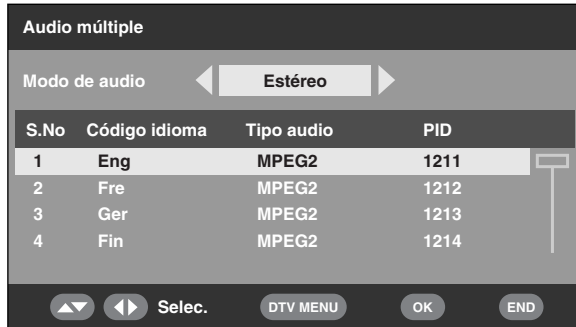 Audio múltiple
Modo de audio Estéreo
S.No Código idioma Tipo audio PID
1 Eng MPEG2 1211
2 Fre MPEG2 1212
3 Ger MPEG2 1213
4 Fin MPEG2 1214
Selec. DTV MENU OK END